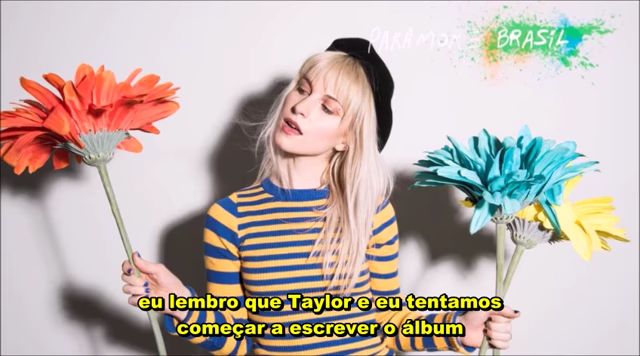 PARAMORE BRASIL
eu lembro que Taylor e eu tentamos
começar a escrever o álbum